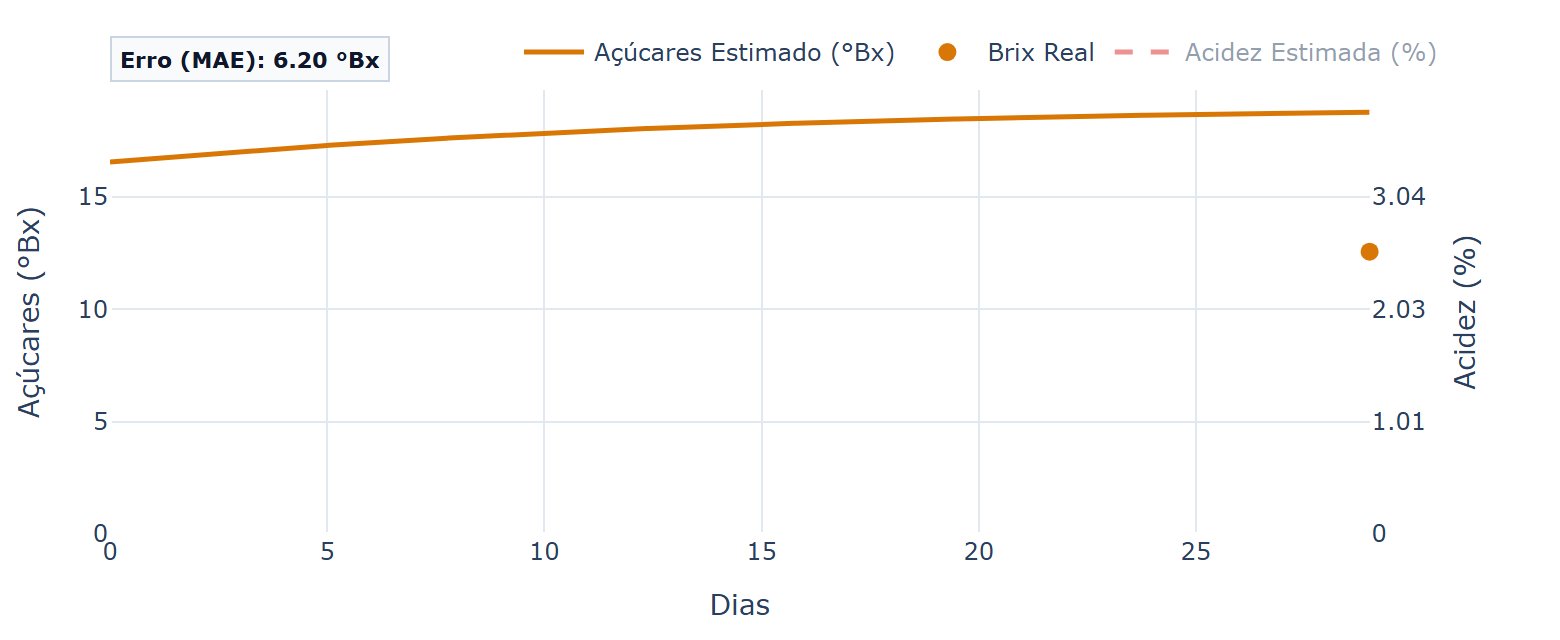 Erro (MAE): 6.20 ºBx
Açúcares Estimado (°Bx)
Brix Real
Acidez Estimada (%)
Açúcares (°Bx)
15
10
5
0
3.04
2.03
1.01
0
Acidez (%)
0
5
10
15
20
25
Dias